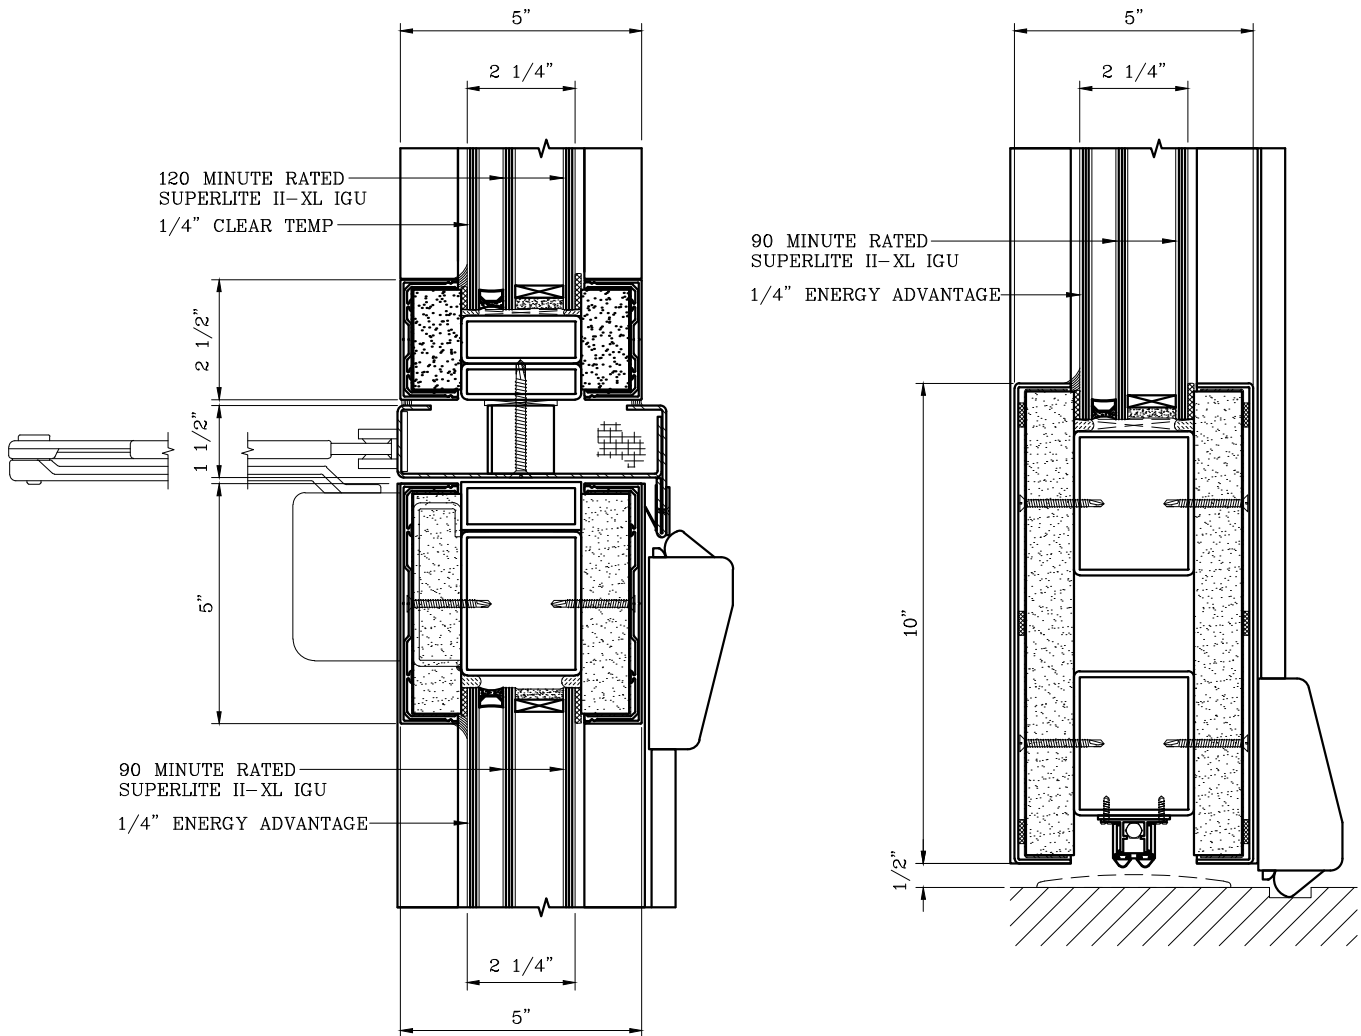 5"
2 1/4"
120 MINUTE RATED
SUPERLITE II-XL IGU
1/4" CLEAR TEMP
2 1/2"
1 1/2"
5"
90 MINUTE RATED
SUPERLITE II-XL IGU
1/4" ENERGY ADVANTAGE
2 1/4"
5"
5"
2 1/4"
90 MINUTE RATED
SUPERLITE II-XL IGU
1/4" ENERGY ADVANTAGE
10"
1/2"